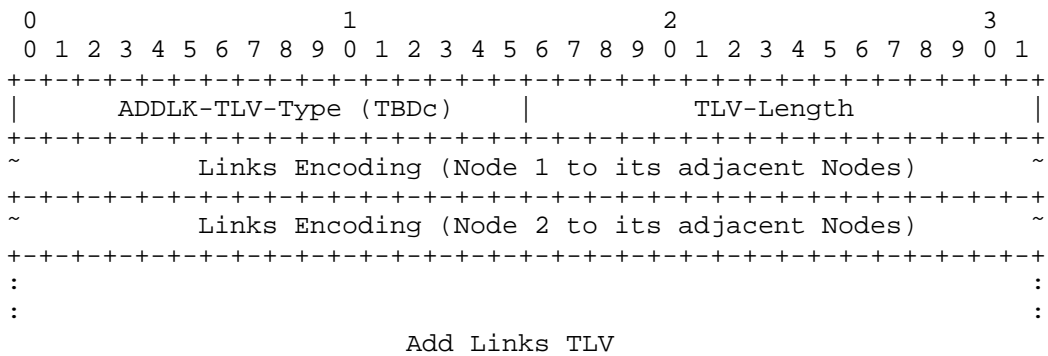 0                   1                   2                   3
 0 1 2 3 4 5 6 7 8 9 0 1 2 3 4 5 6 7 8 9 0 1 2 3 4 5 6 7 8 9 0 1
+-+-+-+-+-+-+-+-+-+-+-+-+-+-+-+-+-+-+-+-+-+-+-+-+-+-+-+-+-+-+-+-+
|      ADDLK-TLV-Type (TBDc)    |          TLV-Length           |
+-+-+-+-+-+-+-+-+-+-+-+-+-+-+-+-+-+-+-+-+-+-+-+-+-+-+-+-+-+-+-+-+
~           Links Encoding (Node 1 to its adjacent Nodes)       ~
+-+-+-+-+-+-+-+-+-+-+-+-+-+-+-+-+-+-+-+-+-+-+-+-+-+-+-+-+-+-+-+-+
~           Links Encoding (Node 2 to its adjacent Nodes)       ~
+-+-+-+-+-+-+-+-+-+-+-+-+-+-+-+-+-+-+-+-+-+-+-+-+-+-+-+-+-+-+-+-+
:                                                               :
:                                                               :
                         Add Links TLV